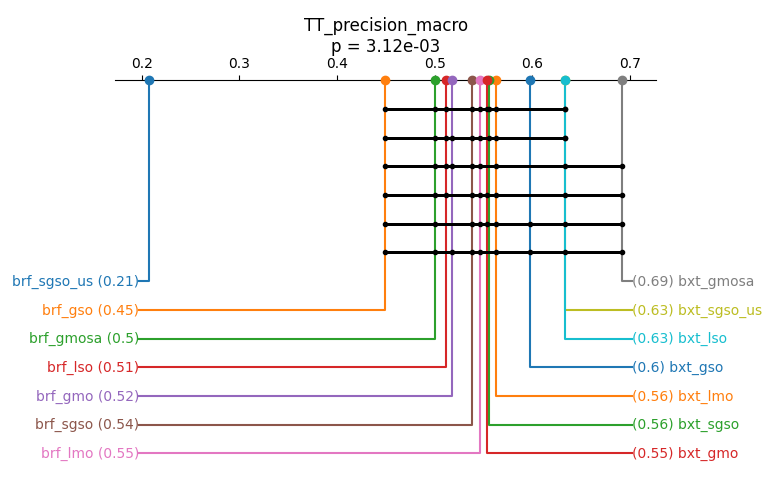 TT_precision_macro
p = 3.12e-03
0.2 0.3 0.4 0.5 0.6 0.7
brf_sgso_us (0.21) (0.69) bxt_gmosa
brf_gso (0.45) (0.63) bxt_sgso_us
brf_gmosa (0.5) (0.63) bxt_lso
brf_lso (0.51) (0.6) bxt_gso
brf_gmo (0.52) (0.56) bxt_lmo
brf_sgso (0.54) (0.56) bxt_sgso
brf_lmo (0.55) (0.55) bxt_gmo